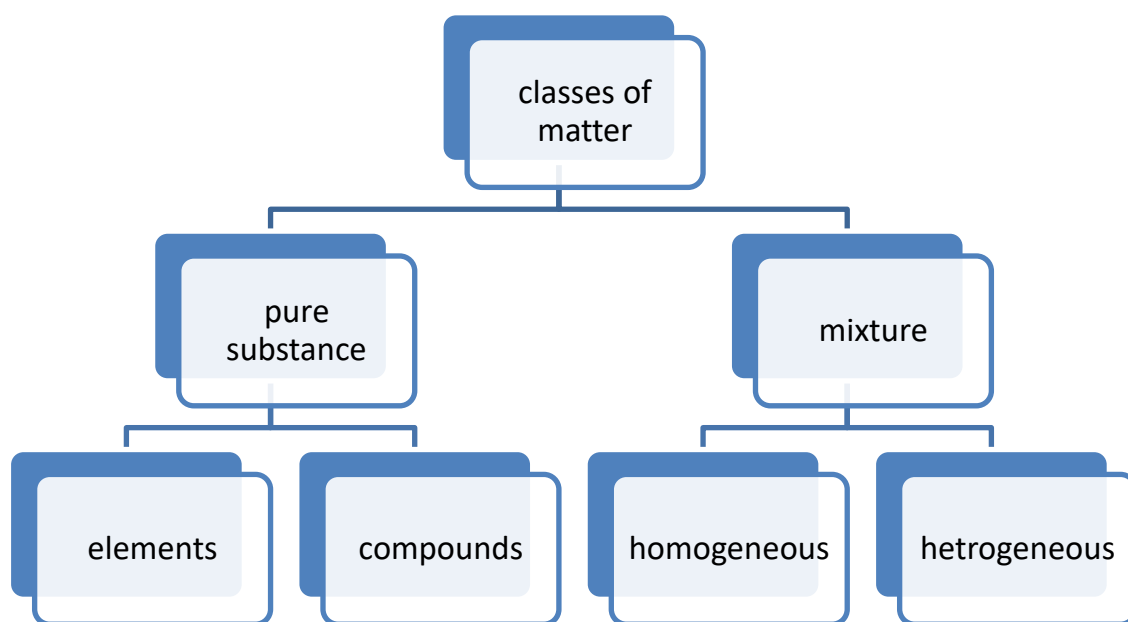 classes of
matter
pure
substance
mixture
elements
compounds
homogeneous
hetrogeneous